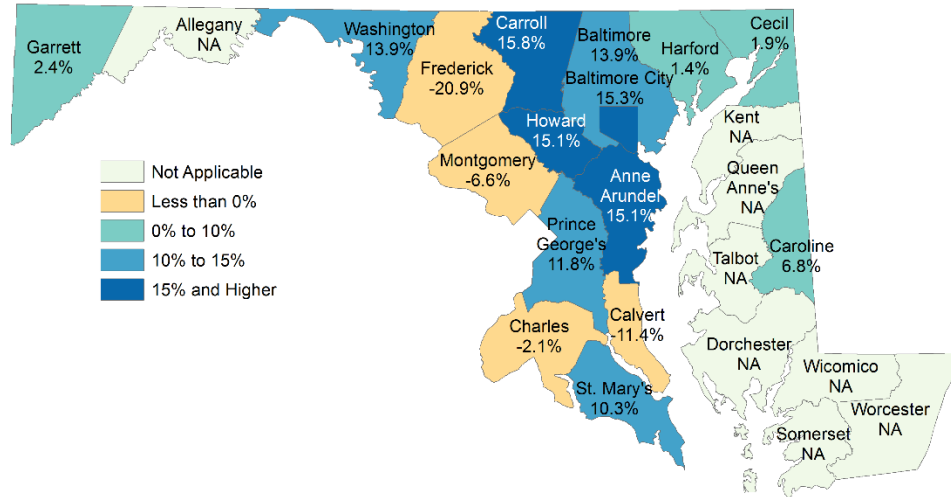 Garrett
2.4%
Allegany
NA
Washington
13.9%
Frederick
-20.9%
Carroll
15.8%
Baltimore
13.9%
Baltimore City
15.3%
Harford
1.4%
Cecil
1.9%
Howard
15.1%
Montgomery
-6.6%
Anne
Arundel
15.1%
Prince
George's
11.8%
Kent
NA
Queen
Anne's
NA
Talbot
NA
Caroline
6.8%
Charles
-2.1%
Calvert
-11.4%
St. Mary's
10.3%
Dorchester
NA
Wicomico
NA
Worcester
NA
Somerset
NA
Not Applicable
Less than 0%
0% to 10%
10% to 15%
15% and Higher